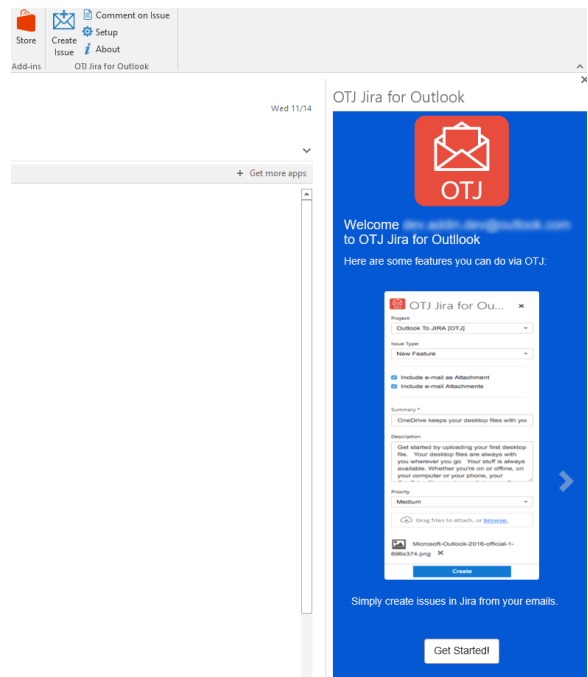 Store
Create
Issue
Comment on Issue
Setup
About
Add-ins
OTJ Jira for Outlook
Wed 11/14
+ Get more apps
OTJ Jira for Outlook
OTJ
Welcome
to OTJ Jira for Outllook
Here are some features you can do via OTJ:
OTJ Jira for Ou...
Project:
Outlook To JIRA [OTJ]
Issue Type:
New Feature
Include e-mail as Attachment
Include e-mail Attachments
Summary *
OneDrive keeps your desktop files with you
Description
Get started by uploading your first desktop
file. Your desktop files are always with
you wherever you go Your stuff is always
available. Whether you're on or offline, on
your computer or your phone, your
Priority
Medium
Drag files to attach, or browse.
Microsoft-Outlook-2016-official-1-
696x374.png
Create
Simply create issues in Jira from your emails.
Get Started!